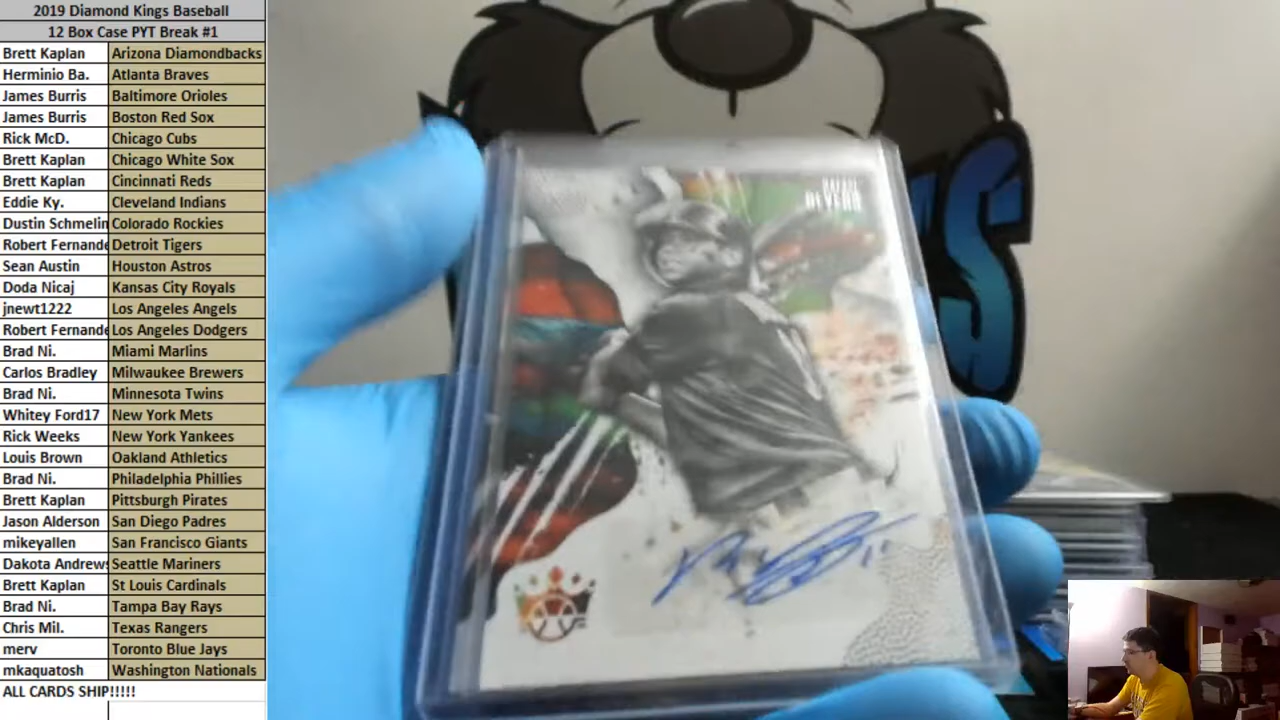 2019 Diamond Kings Baseball
12 Box Case PYT Break #1
Brett Kaplan Arizona Diamondbacks
Herminio Ba. Atlanta Braves
James Burris Baltimore Orioles
James Burris Boston Red Sox
Rick McD. Chicago Cubs
Brett Kaplan Chicago White Sox
Brett Kaplan Cincinnati Reds
Eddie Ky. Cleveland Indians
Dustin Schmelin Colorado Rockies
Robert Fernande Detroit Tigers
Sean Austin Houston Astros
Doda Nicaj Kansas City Royals
jnewt1222 Los Angeles Angels
Robert Fernande Los Angeles Dodgers
Brad Ni. Miami Marlins
Carlos Bradley Milwaukee Brewers
Brad Ni. Minnesota Twins
Whitey Ford17 New York Mets
Rick Weeks New York Yankees
Louis Brown Oakland Athletics
Brad Ni. Philadelphia Phillies
Brett Kaplan Pittsburgh Pirates
Jason Alderson San Diego Padres
mikeyallen San Francisco Giants
Dakota Andrews Seattle Mariners
Brett Kaplan St Louis Cardinals
Brad Ni. Tampa Bay Rays
Chris Mil. Texas Rangers
merv Toronto Blue Jays
mkaquatosh Washington Nationals
ALL CARDS SHIP!!!!!
RAFAEL
DEVERS